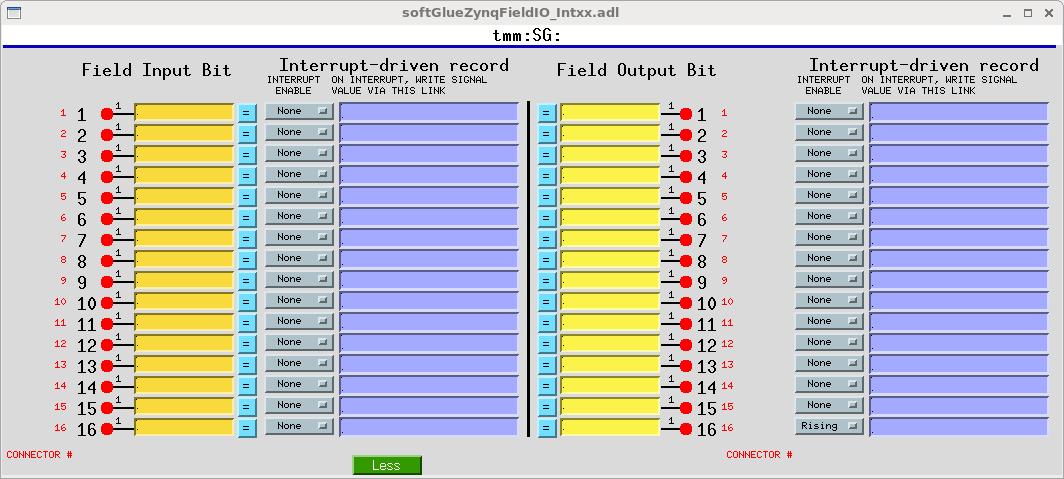 softGlueZynqFieldIO_Intxx.adl
tmm:SG:
Field Input Bit Interrupt-driven record Field Output Bit Interrupt-driven record
INTERRUPT ON INTERRUPT, WRITE SIGNAL INTERRUPT ON INTERRUPT, WRITE SIGNAL
ENABLE VALUE VIA THIS LINK ENABLE VALUE VIA THIS LINK
1 1 1 = None = 1 1 1 None
2 2 1 = None = 1 2 2 None
3 3 1 = None = 1 3 3 None
4 4 1 = None = 1 4 4 None
5 5 1 = None = 1 5 5 None
6 6 1 = None = 1 6 6 None
7 7 1 = None = 1 7 7 None
8 8 1 = None = 1 8 8 None
9 9 1 = None = 1 9 9 None
10 10 1 = None = 1 10 10 None
11 11 1 = None = 1 11 11 None
12 12 1 = None = 1 12 12 None
13 13 1 = None = 1 13 13 None
14 14 1 = None = 1 14 14 None
15 15 1 = None = 1 15 15 None
16 16 1 = None = 1 16 16 Rising
CONNECTOR # CONNECTOR #
Less